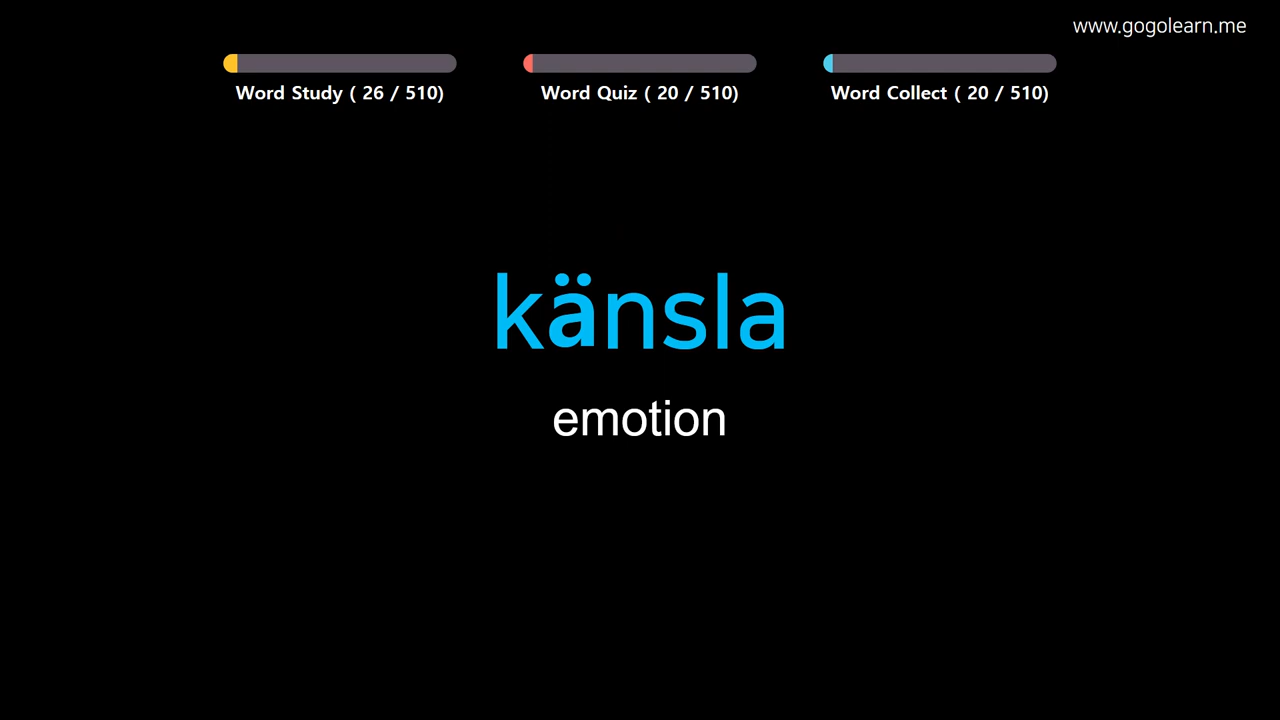 www.gogolearn.me
Word Study ( 26 / 510)
Word Quiz ( 20 / 510)
Word Collect ( 20 / 510)
känsla
emotion